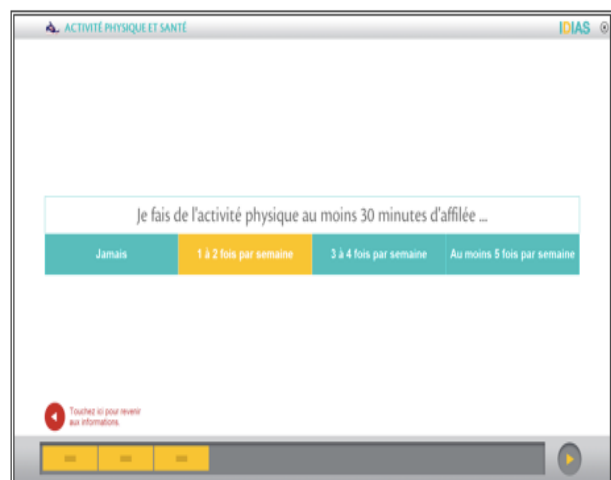 ACTIVITÉ PHYSIQUE ET SANTÉ
IDIAS
Je fais de l'activité physique au moins 30 minutes d'affilée ...
Jamais
1 à 2 fois par semaine
3 à 4 fois par semaine
Au moins 5 fois par semaine
Touchez ici pour revenir
aux informations.